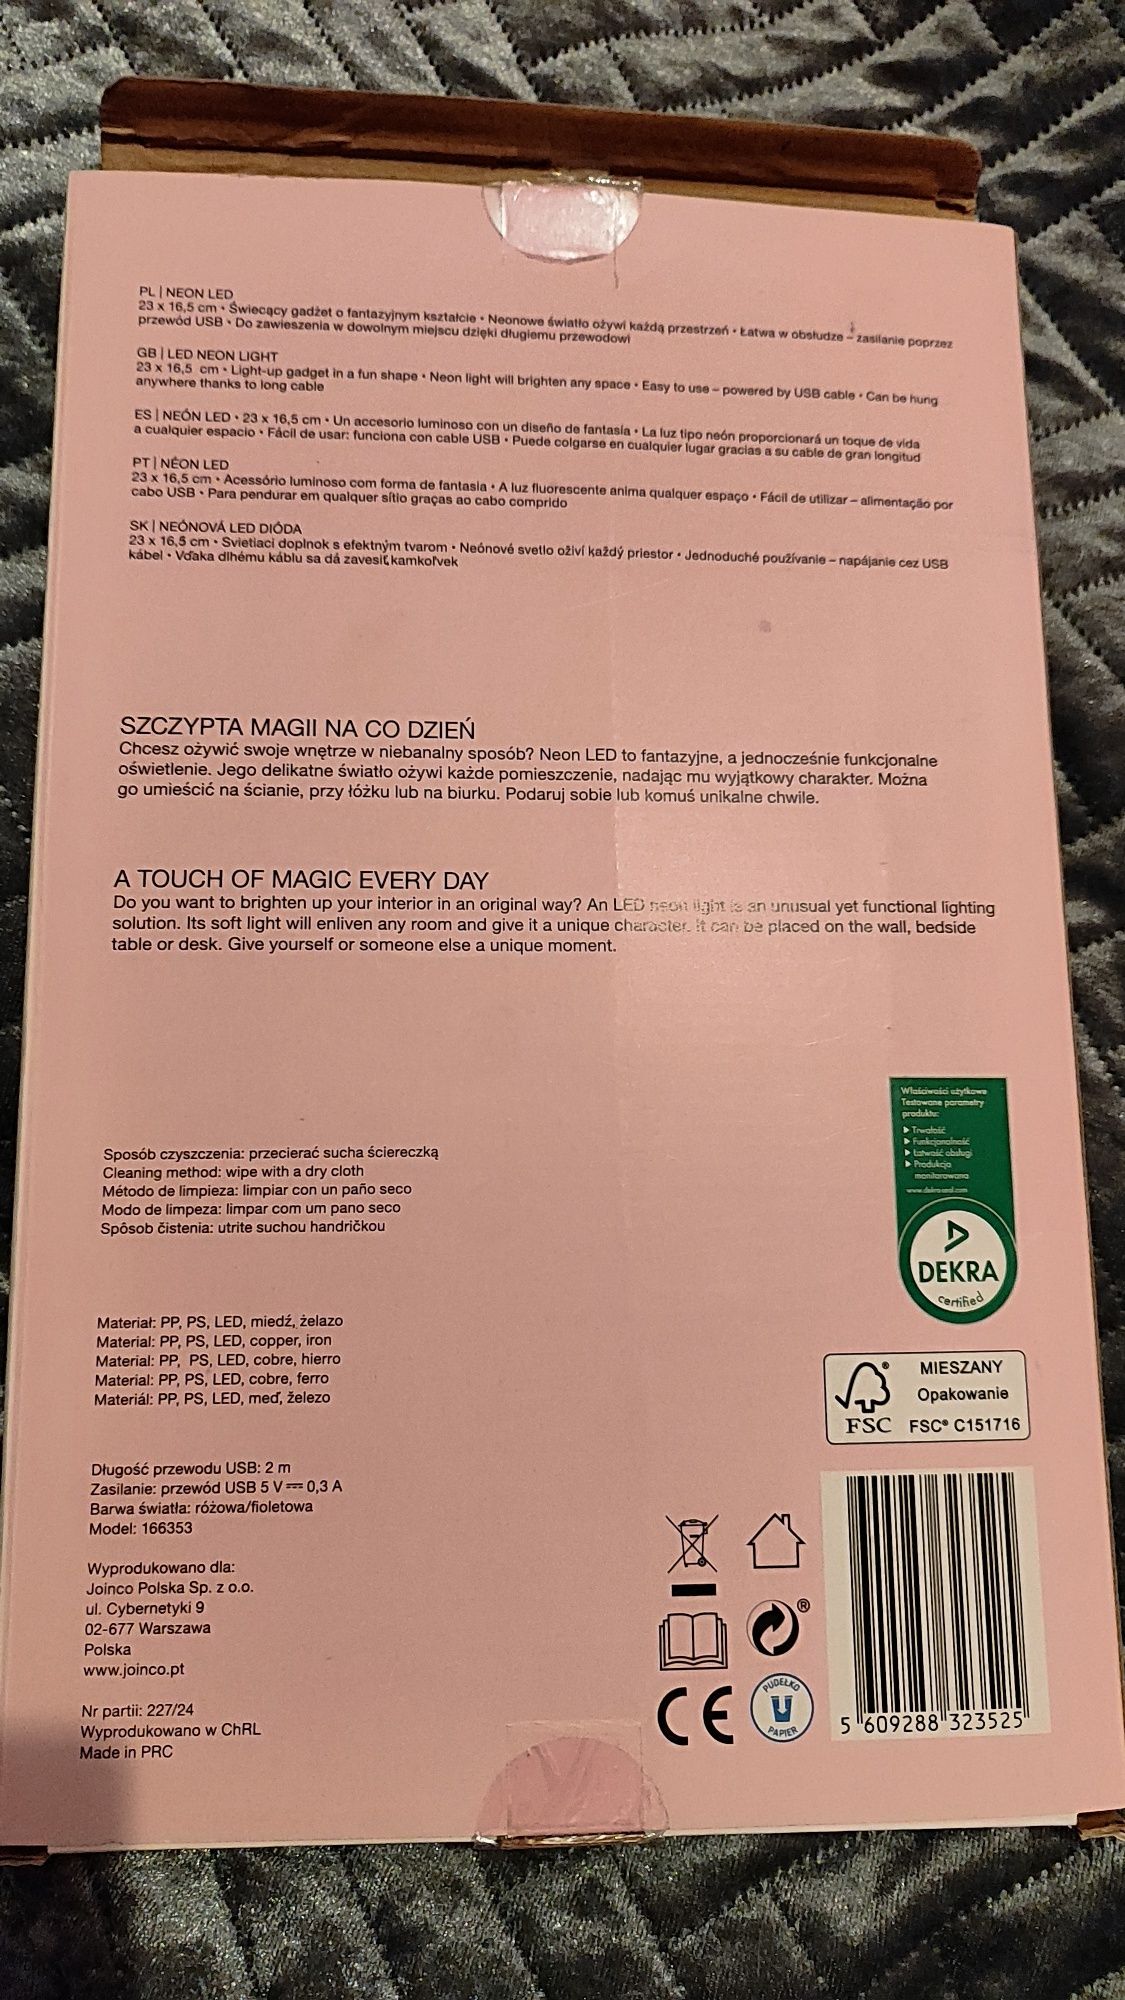 PL | NEON LED
23 x 16,5 cm • Świecący gadżet o fantazyjnym kształcie • Neonowe światło ożywi każdą przestrzeń • Łatwa w obsłudze – zasilanie poprzez
przewód USB • Do zawieszenia w dowolnym miejscu dzięki długiemu przewodowi
GB | LED NEON LIGHT
23 x 16,5 cm • Light-up gadget in a fun shape • Neon light will brighten any space • Easy to use – powered by USB cable • Can be hung
anywhere thanks to long cable
ES | NEÓN LED • 23 x 16,5 cm • Un accesorio luminoso con un diseño de fantasía • La luz tipo neón proporcionará un toque de vida
a cualquier espacio • Fácil de usar: funciona con cable USB • Puede colgarse en cualquier lugar gracias a su cable de gran longitud
PT | NÉON LED
23 x 16,5 cm • Acessório luminoso com forma de fantasia • A luz fluorescente anima qualquer espaço • Fácil de utilizar – alimentação por
cabo USB • Para pendurar em qualquer sítio graças ao cabo comprido
SK | NEÓNOVÁ LED DIÓDA
23 x 16,5 cm • Svietiaci doplnok s efektným tvarom • Neónové svetlo oživí každý priestor • Jednoduché používanie – napájanie cez USB
kábel • Vďaka dlhému káblu sa dá zavesiť kamkoľvek
SZCZYPTA MAGII NA CO DZIEŃ
Chcesz ożywić swoje wnętrze w niebanalny sposób? Neon LED to fantazyjne, a jednocześnie funkcjonalne
oświetlenie. Jego delikatne światło ożywi każde pomieszczenie, nadając mu wyjątkowy charakter. Można
go umieścić na ścianie, przy łóżku lub na biurku. Podaruj sobie lub komuś unikalne chwile.
A TOUCH OF MAGIC EVERY DAY
Do you want to brighten up your interior in an original way? An LED neon light is an unusual yet functional lighting
solution. Its soft light will enliven any room and give it a unique character. It can be placed on the wall, bedside
table or desk. Give yourself or someone else a unique moment.
Właściwości użytkowe
Testowane parametry
produktu:
Trwałość
Funkcjonalność
Łatwość obsługi
Produkcja
monitorowana
www.dekra-seal.com
DEKRA
certified
Sposób czyszczenia: przecierać sucha ściereczką
Cleaning method: wipe with a dry cloth
Método de limpieza: limpiar con un paño seco
Modo de limpeza: limpar com um pano seco
Spôsob čistenia: utrite suchou handričkou
Materiał: PP, PS, LED, miedź, żelazo
Material: PP, PS, LED, copper, iron
Material: PP, PS, LED, cobre, hierro
Material: PP, PS, LED, cobre, ferro
Materiál: PP, PS, LED, meď, železo
MIESZANY
Opakowanie
FSC® C151716
FSC
Długość przewodu USB: 2 m
Zasilanie: przewód USB 5 V⎓0,3 A
Barwa światła: różowa/fioletowa
Model: 166353
Wyprodukowano dla:
Joinco Polska Sp. z o.o.
ul. Cybernetyki 9
02-677 Warszawa
Polska
www.joinco.pt
Nr partii: 227/24
Wyprodukowano w ChRL
Made in PRC
CE
PUDEŁKO
PAPIER
5 609288 323525